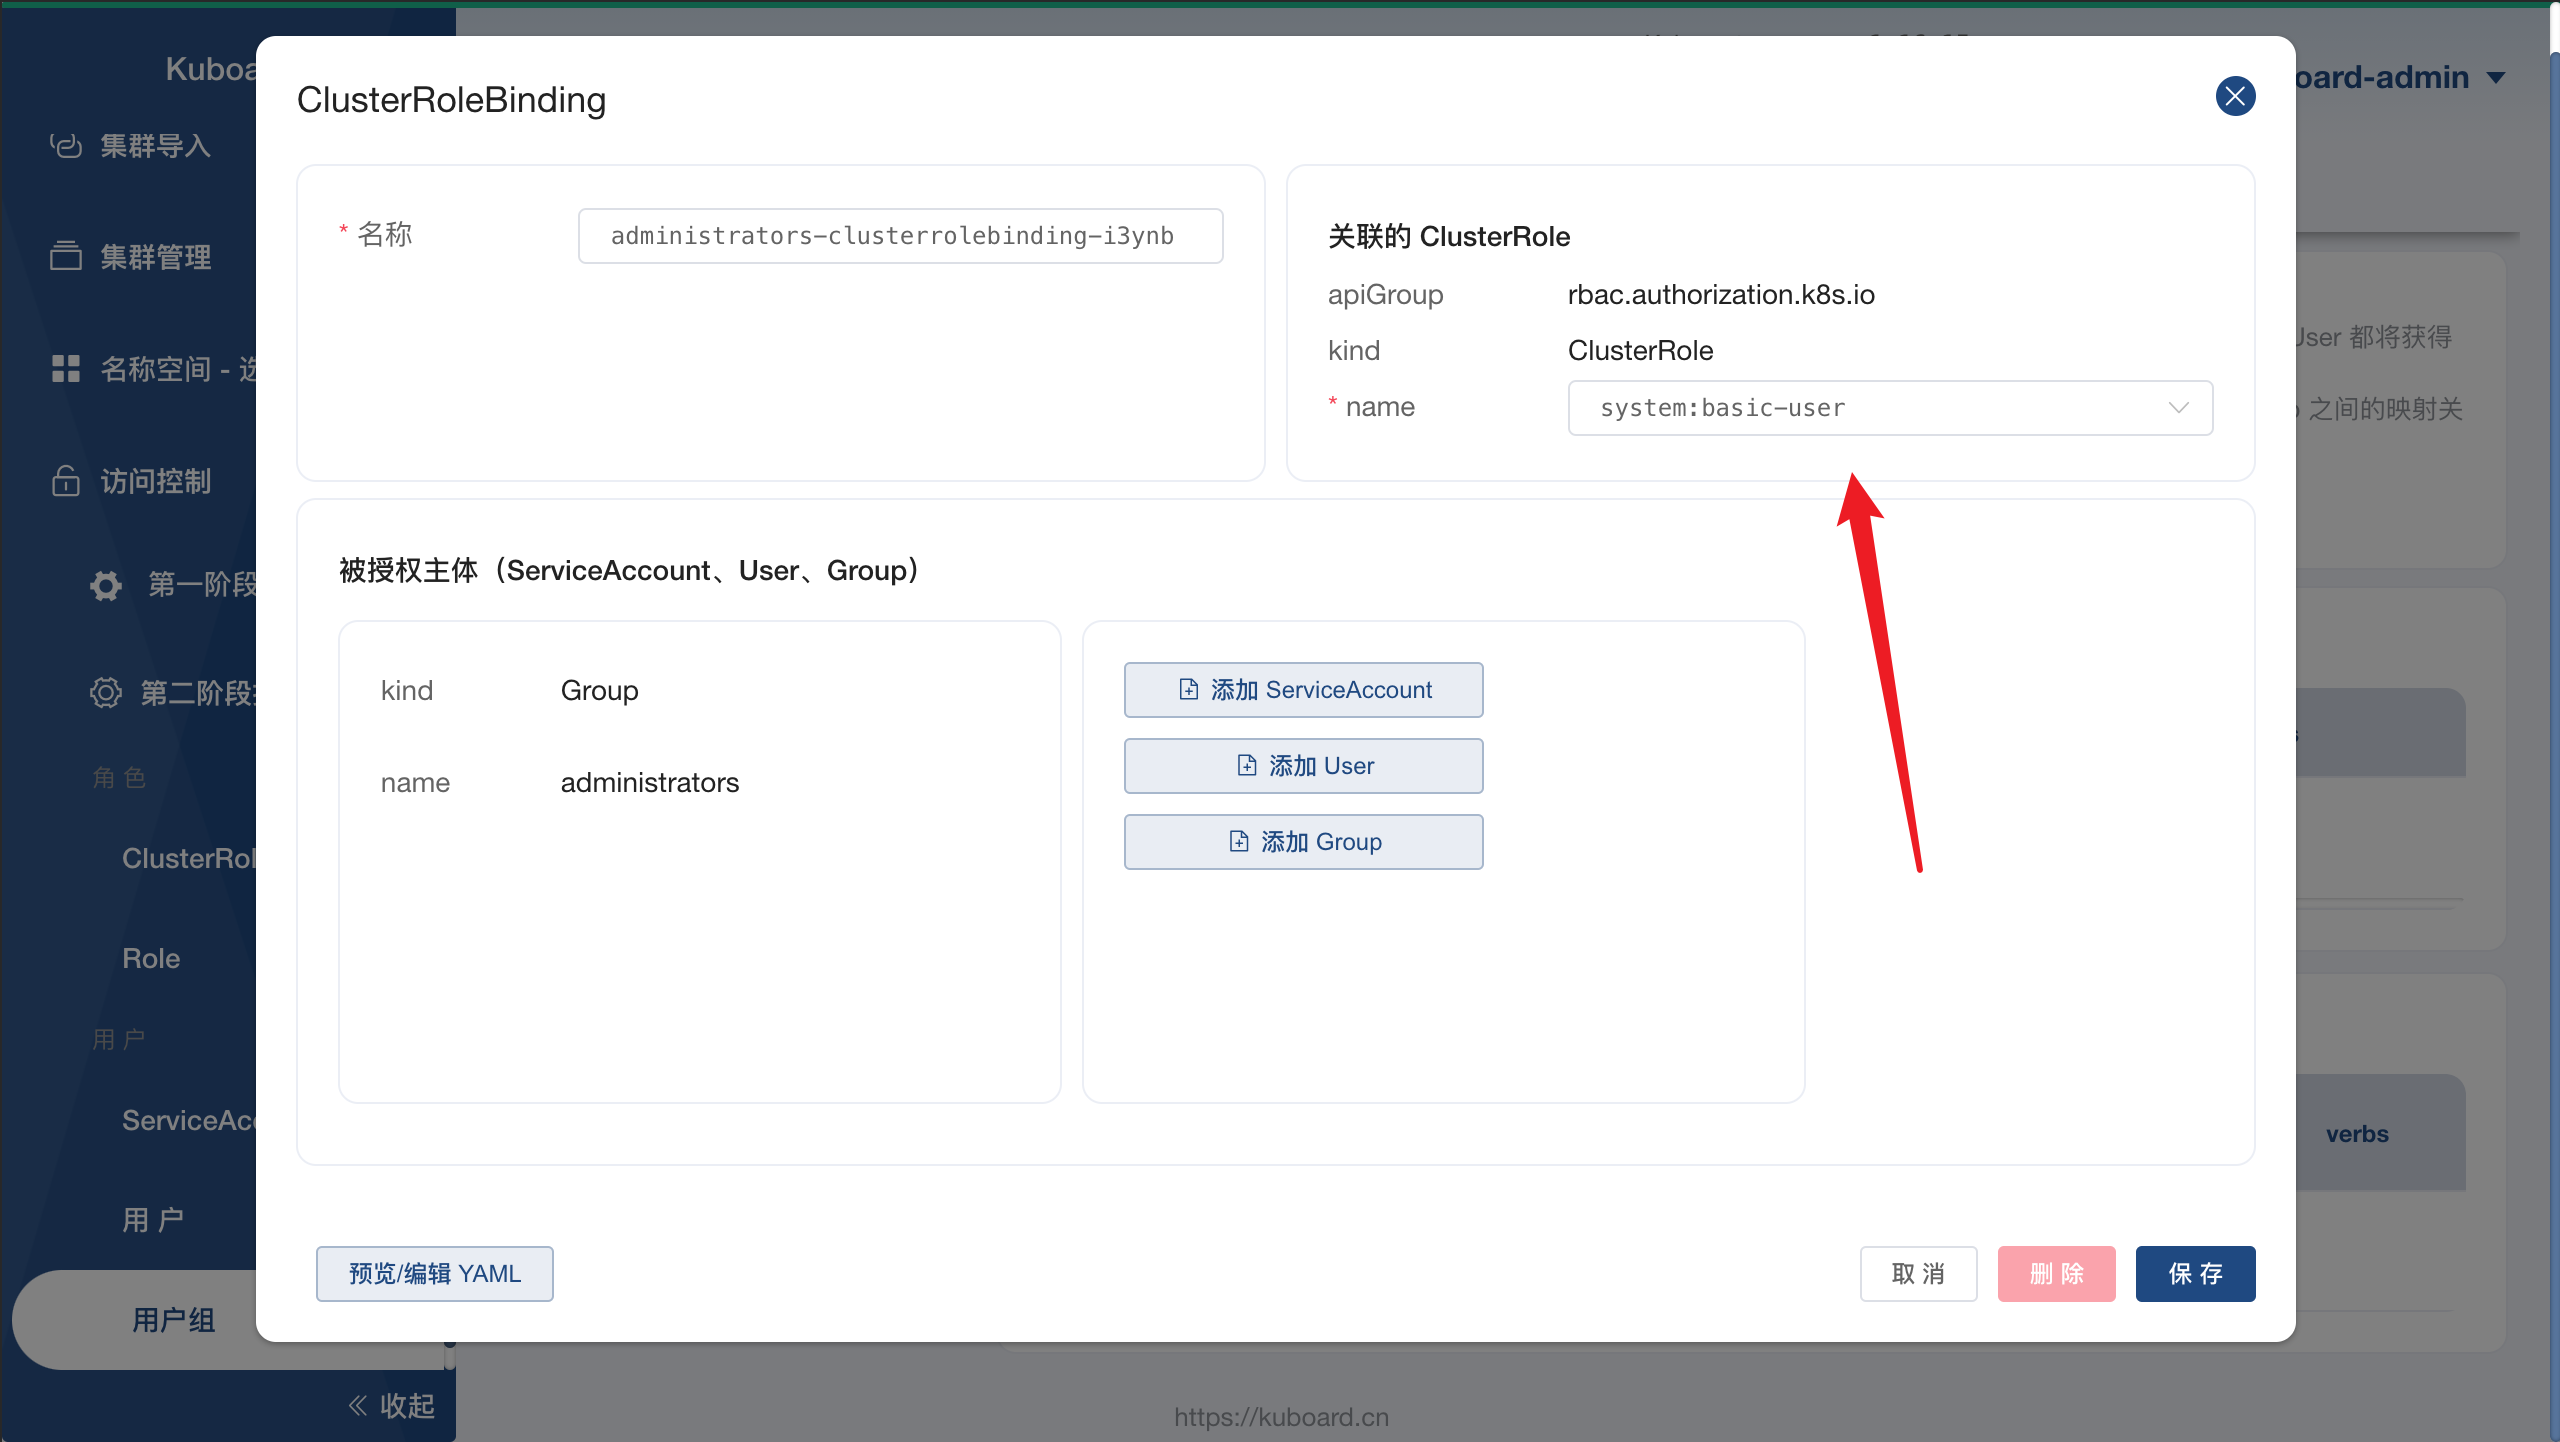 Kuboa
oard-admin
集群导入
集群管理
名称空间 - 选
访问控制
第一阶段
第二阶段
角 色
ClusterRol
Role
用 户
ServiceAcc
用 户
用户组
收起
ClusterRoleBinding
* 名称
administrators-clusterrolebinding-i3ynb
关联的 ClusterRole
apiGroup rbac.authorization.k8s.io
kind ClusterRole
* name system:basic-user
被授权主体（ServiceAccount、User、Group）
kind Group
name administrators
添加 ServiceAccount
添加 User
添加 Group
预览/编辑 YAML
取 消
删 除
保 存
User 都将获得
之间的映射关
verbs
https://kuboard.cn